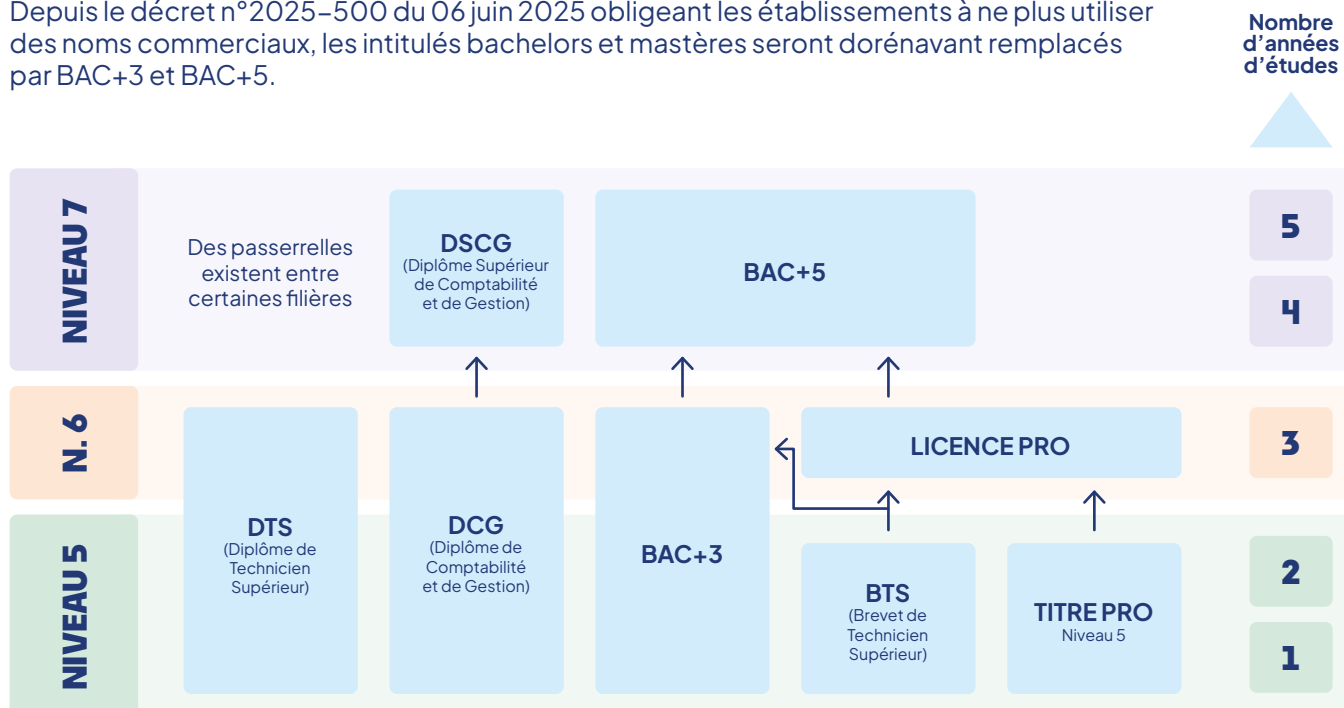 Depuis le décret n°2025-500 du 06 juin 2025 obligeant les établissements à ne plus utiliser
des noms commerciaux, les intitulés bachelors et mastères seront dorénavant remplacés
par BAC+3 et BAC+5.
Nombre
d'années
d'études
NIVEAU 7
Des passerrelles
existent entre
certaines filières
DSCG
(Diplôme Supérieur
de Comptabilité
et de Gestion)
BAC+5
5
4
N. 6
LICENCE PRO
3
NIVEAU 5
DTS
(Diplôme de
Technicien
Supérieur)
DCG
(Diplôme de
Comptabilité
et de Gestion)
BAC+3
BTS
(Brevet de
Technicien
Supérieur)
TITRE PRO
Niveau 5
2
1